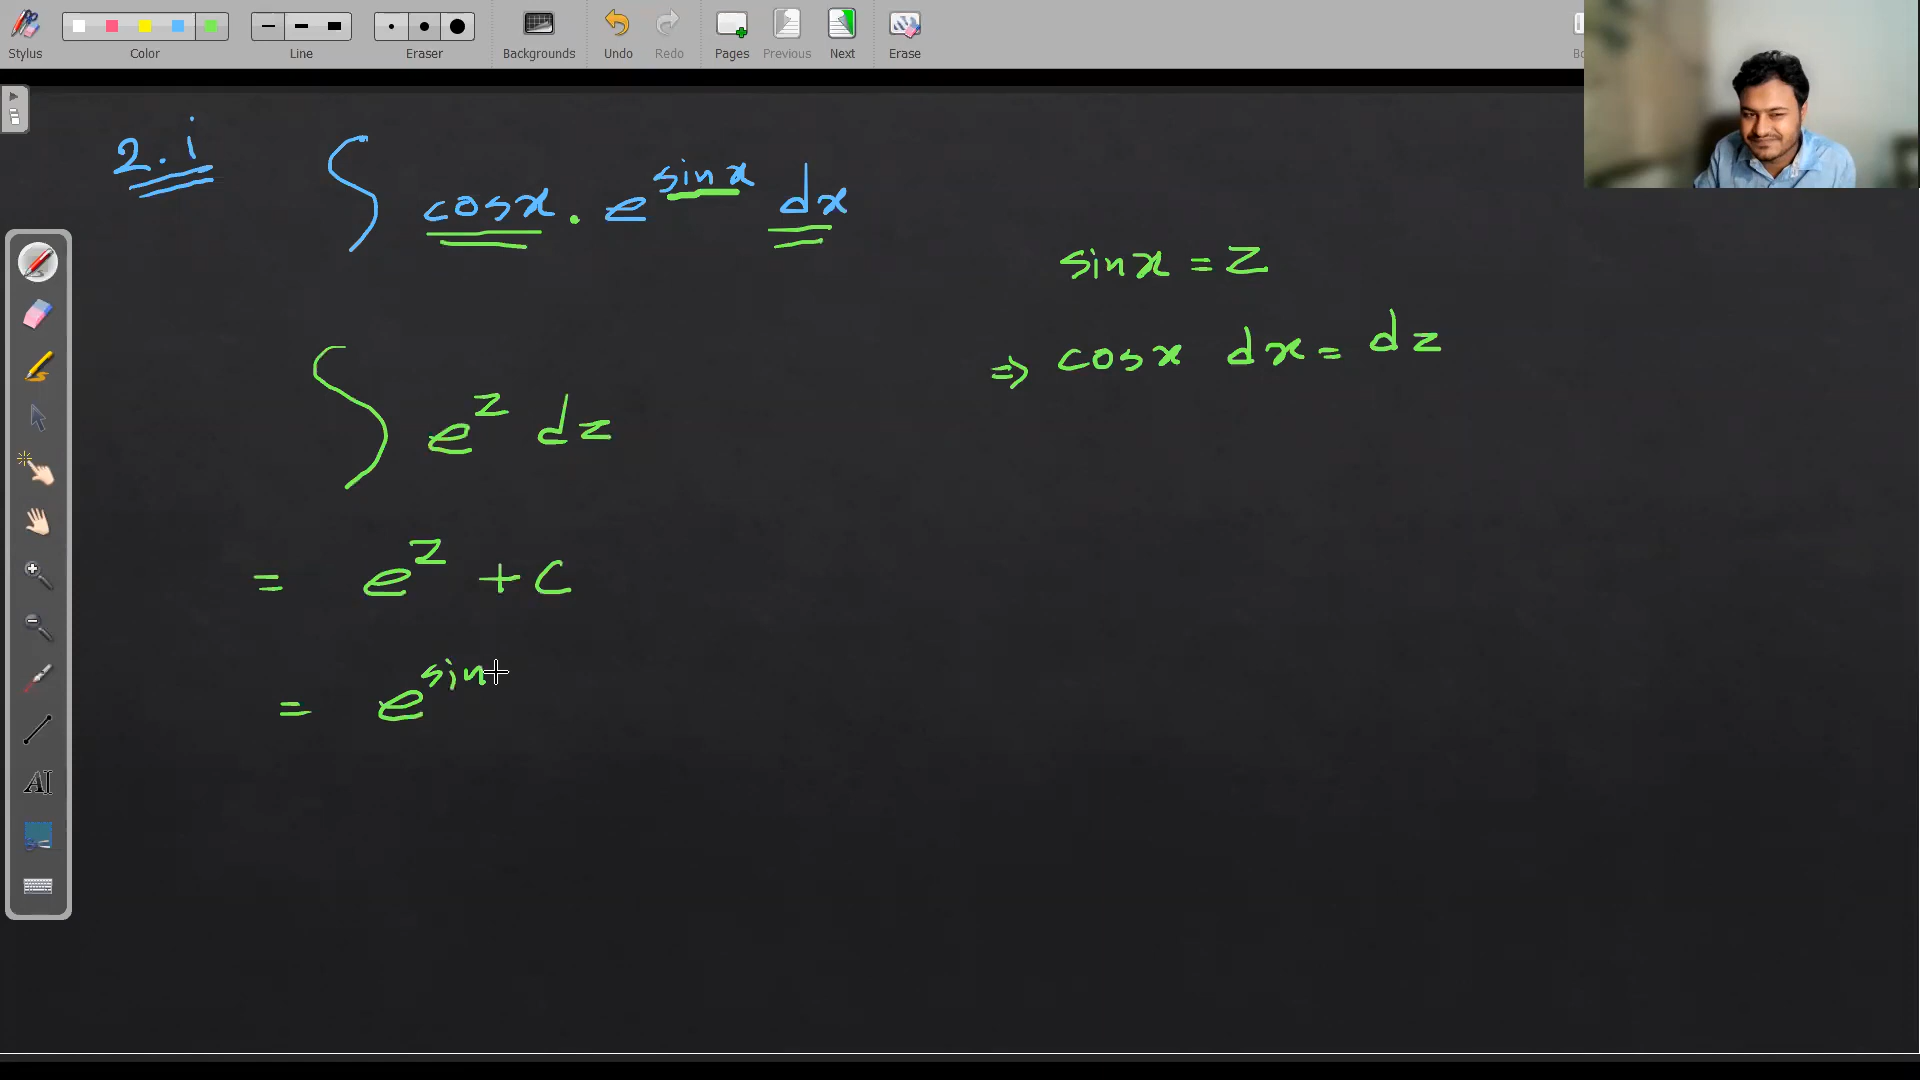 Stylus Color Line Eraser Backgrounds Undo Redo Pages Previous Next Erase
2.i ∫ cosx . e^{sinx} dx
sinx = z
⇒ cosx dx = dz
∫ e^z dz
= e^z + c
= e^{sin
AI